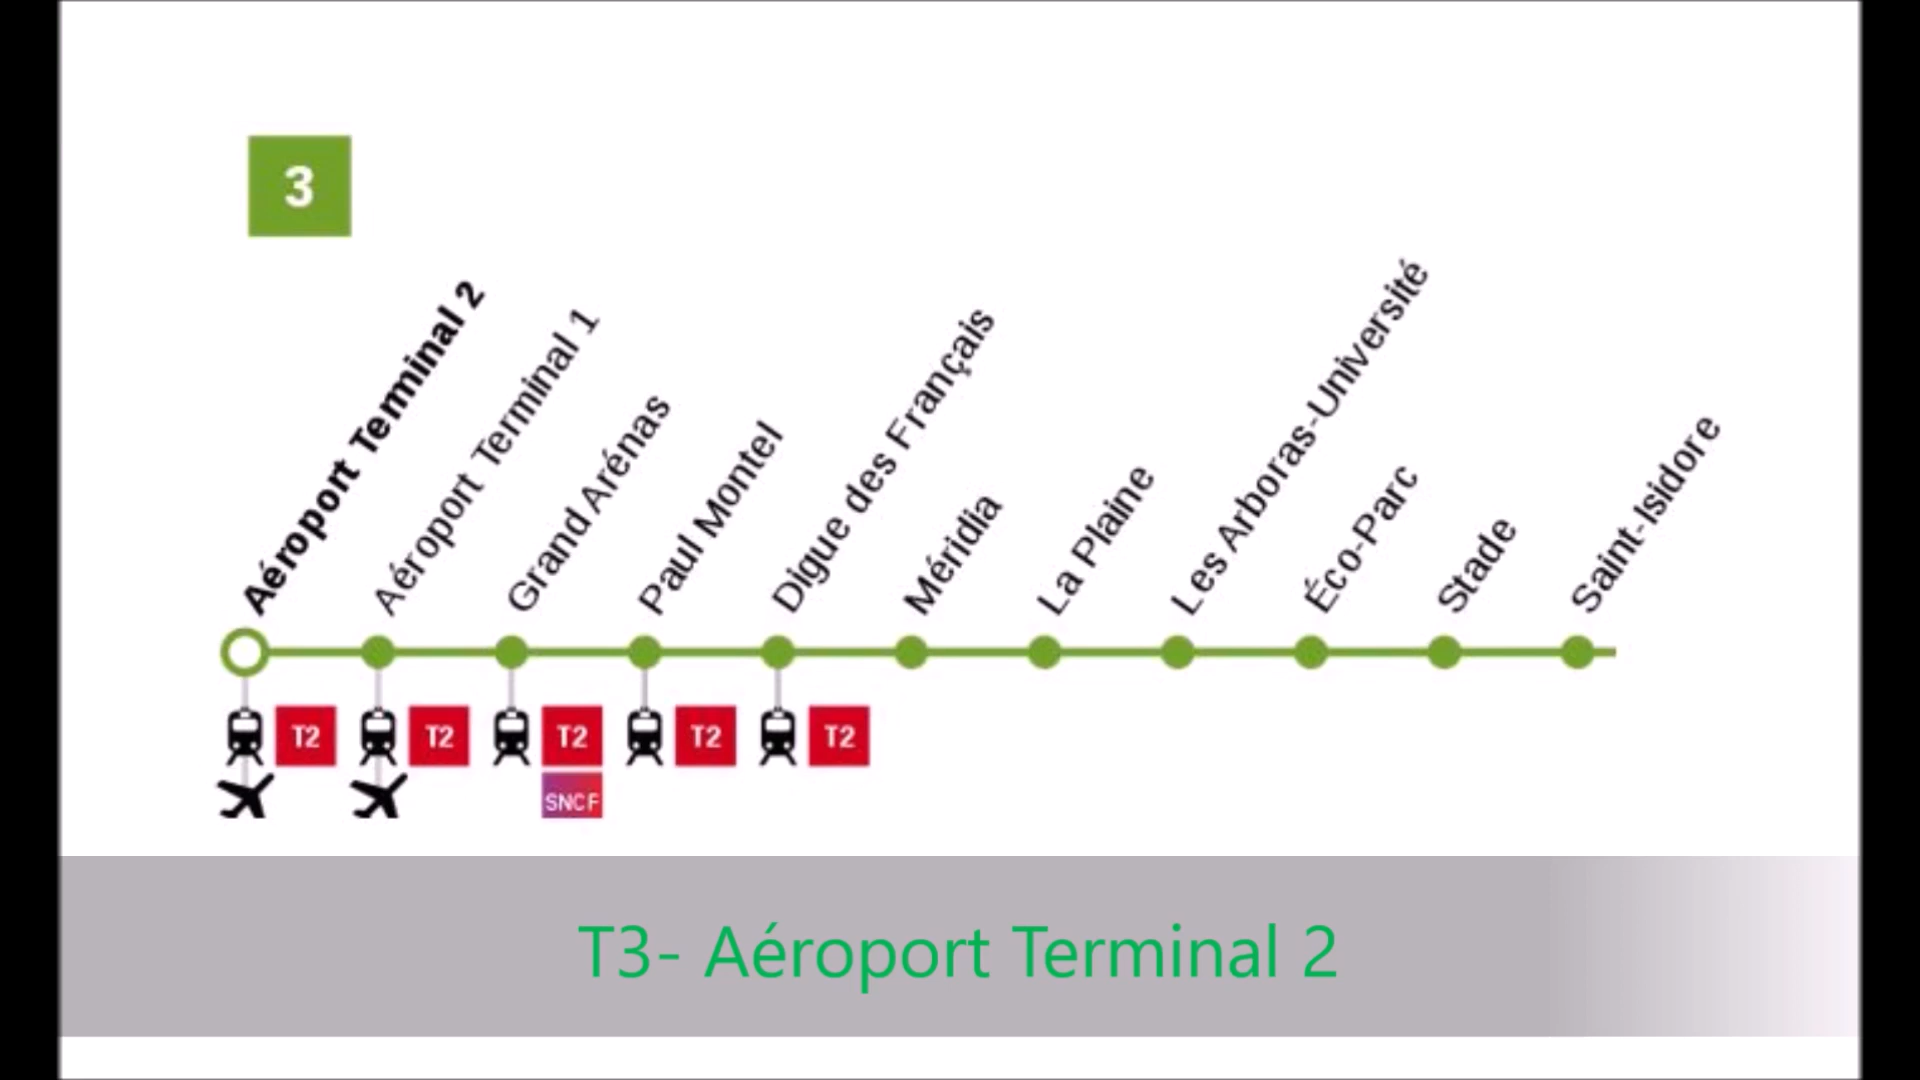 3
Aéroport Terminal 2
Aéroport Terminal 1
Grand Arénas
Paul Montel
Digue des Français
Méridia
La Plaine
Les Arboras-Université
Éco-Parc
Stade
Saint-Isidore
T2
T2
T2
T2
T2
SNCF
T3- Aéroport Terminal 2